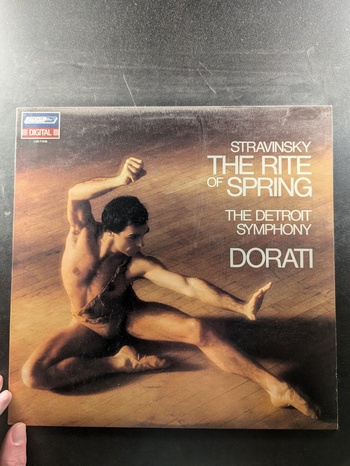 DIGITAL
STRAVINSKY
THE RITE
OF SPRING
THE DETROIT
SYMPHONY
DORATI